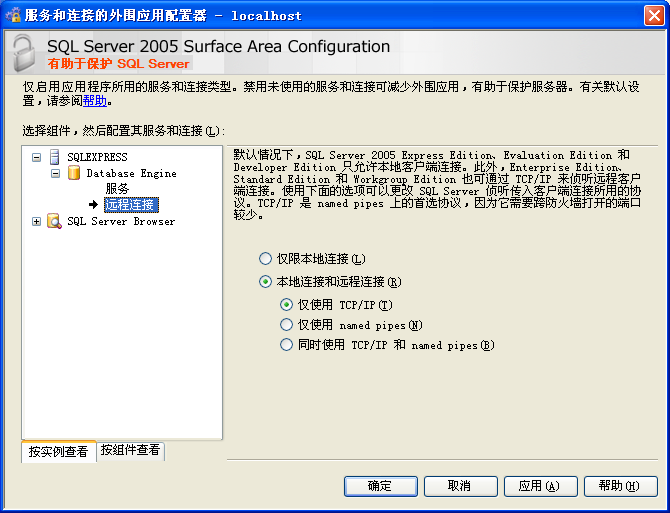 服务和连接的外围应用配置器 - localhost
SQL Server 2005 Surface Area Configuration
有助于保护 SQL Server
仅启用应用程序所用的服务和连接类型。禁用未使用的服务和连接可减少外围应用，有助于保护服务器。有关默认设
置，请参阅帮助。
选择组件，然后配置其服务和连接(L):
SQLEXPRESS
Database Engine
服务
远程连接
SQL Server Browser
默认情况下，SQL Server 2005 Express Edition、Evaluation Edition 和
Developer Edition 只允许本地客户端连接。此外，Enterprise Edition、
Standard Edition 和 Workgroup Edition 也可通过 TCP/IP 来侦听远程客户
端连接。使用下面的选项可以更改 SQL Server 侦听传入客户端连接所用的协
议。TCP/IP 是 named pipes 上的首选协议，因为它需要跨防火墙打开的端口
较少。
仅限本地连接(L)
本地连接和远程连接(R)
仅使用 TCP/IP(T)
仅使用 named pipes(N)
同时使用 TCP/IP 和 named pipes(B)
按实例查看
按组件查看
确定
取消
应用(A)
帮助(H)